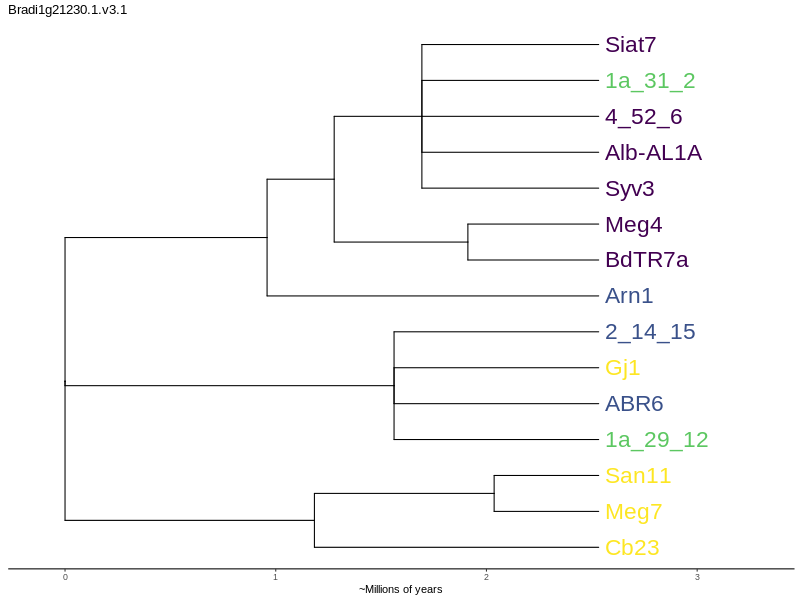 Bradi1g21230.1.v3.1
Siat7
1a_31_2
4_52_6
Alb-AL1A
Syv3
Meg4
BdTR7a
Arn1
2_14_15
Gj1
ABR6
1a_29_12
San11
Meg7
Cb23
0 1 2 3
~Millions of years